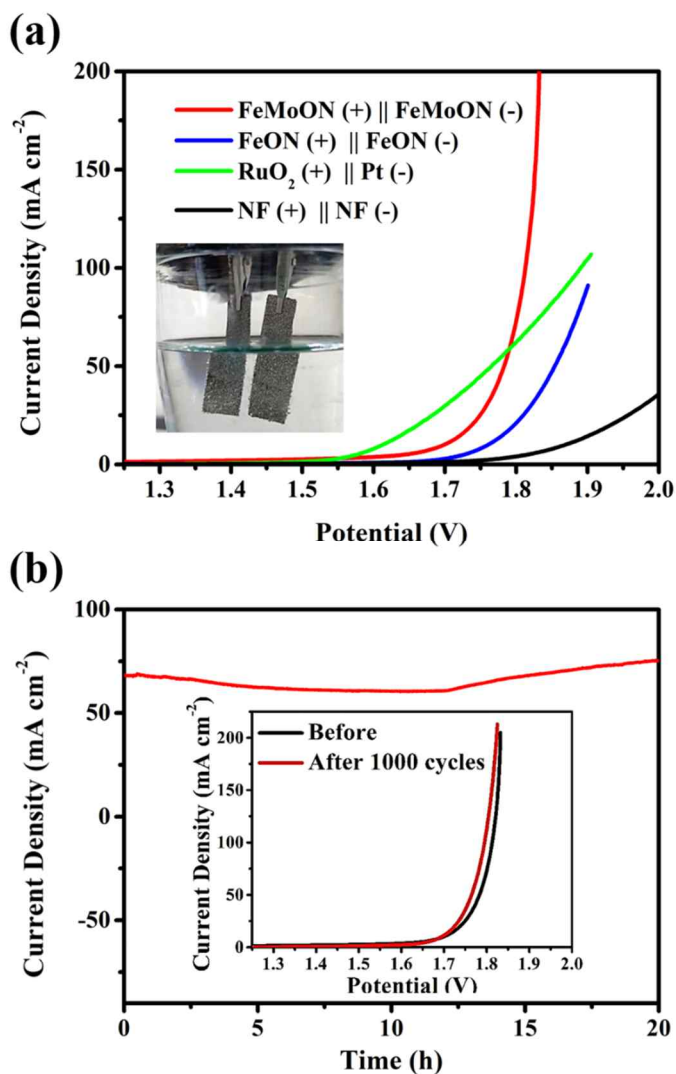 (a)
200
150
100
50
0
Current Density (mA cm⁻²)
FeMoON (+) || FeMoON (-)
FeON (+) || FeON (-)
RuO₂ (+) || Pt (-)
NF (+) || NF (-)
1.3 1.4 1.5 1.6 1.7 1.8 1.9 2.0
Potential (V)
(b)
100
50
0
-50
Current Density (mA cm⁻²)
200
150
100
50
0
Current Density (mA cm⁻²)
Before
After 1000 cycles
1.3 1.4 1.5 1.6 1.7 1.8 1.9 2.0
Potential (V)
0 5 10 15 20
Time (h)